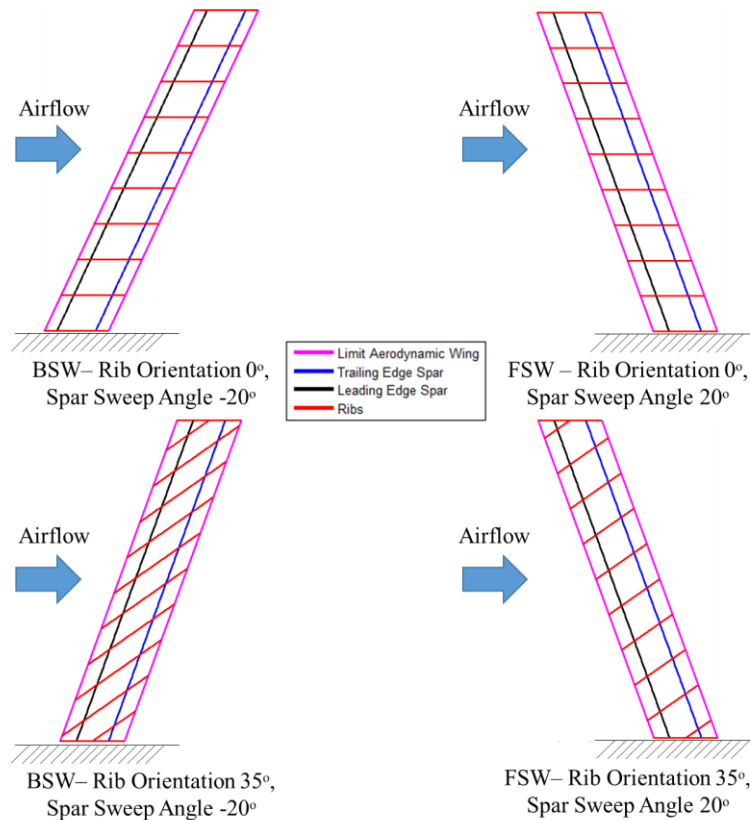 Airflow
Airflow
BSW– Rib Orientation 0º,
Spar Sweep Angle -20º
Limit Aerodynamic Wing
Trailing Edge Spar
Leading Edge Spar
Ribs
FSW – Rib Orientation 0º,
Spar Sweep Angle 20º
Airflow
Airflow
BSW– Rib Orientation 35º,
Spar Sweep Angle -20º
FSW– Rib Orientation 35º,
Spar Sweep Angle 20º